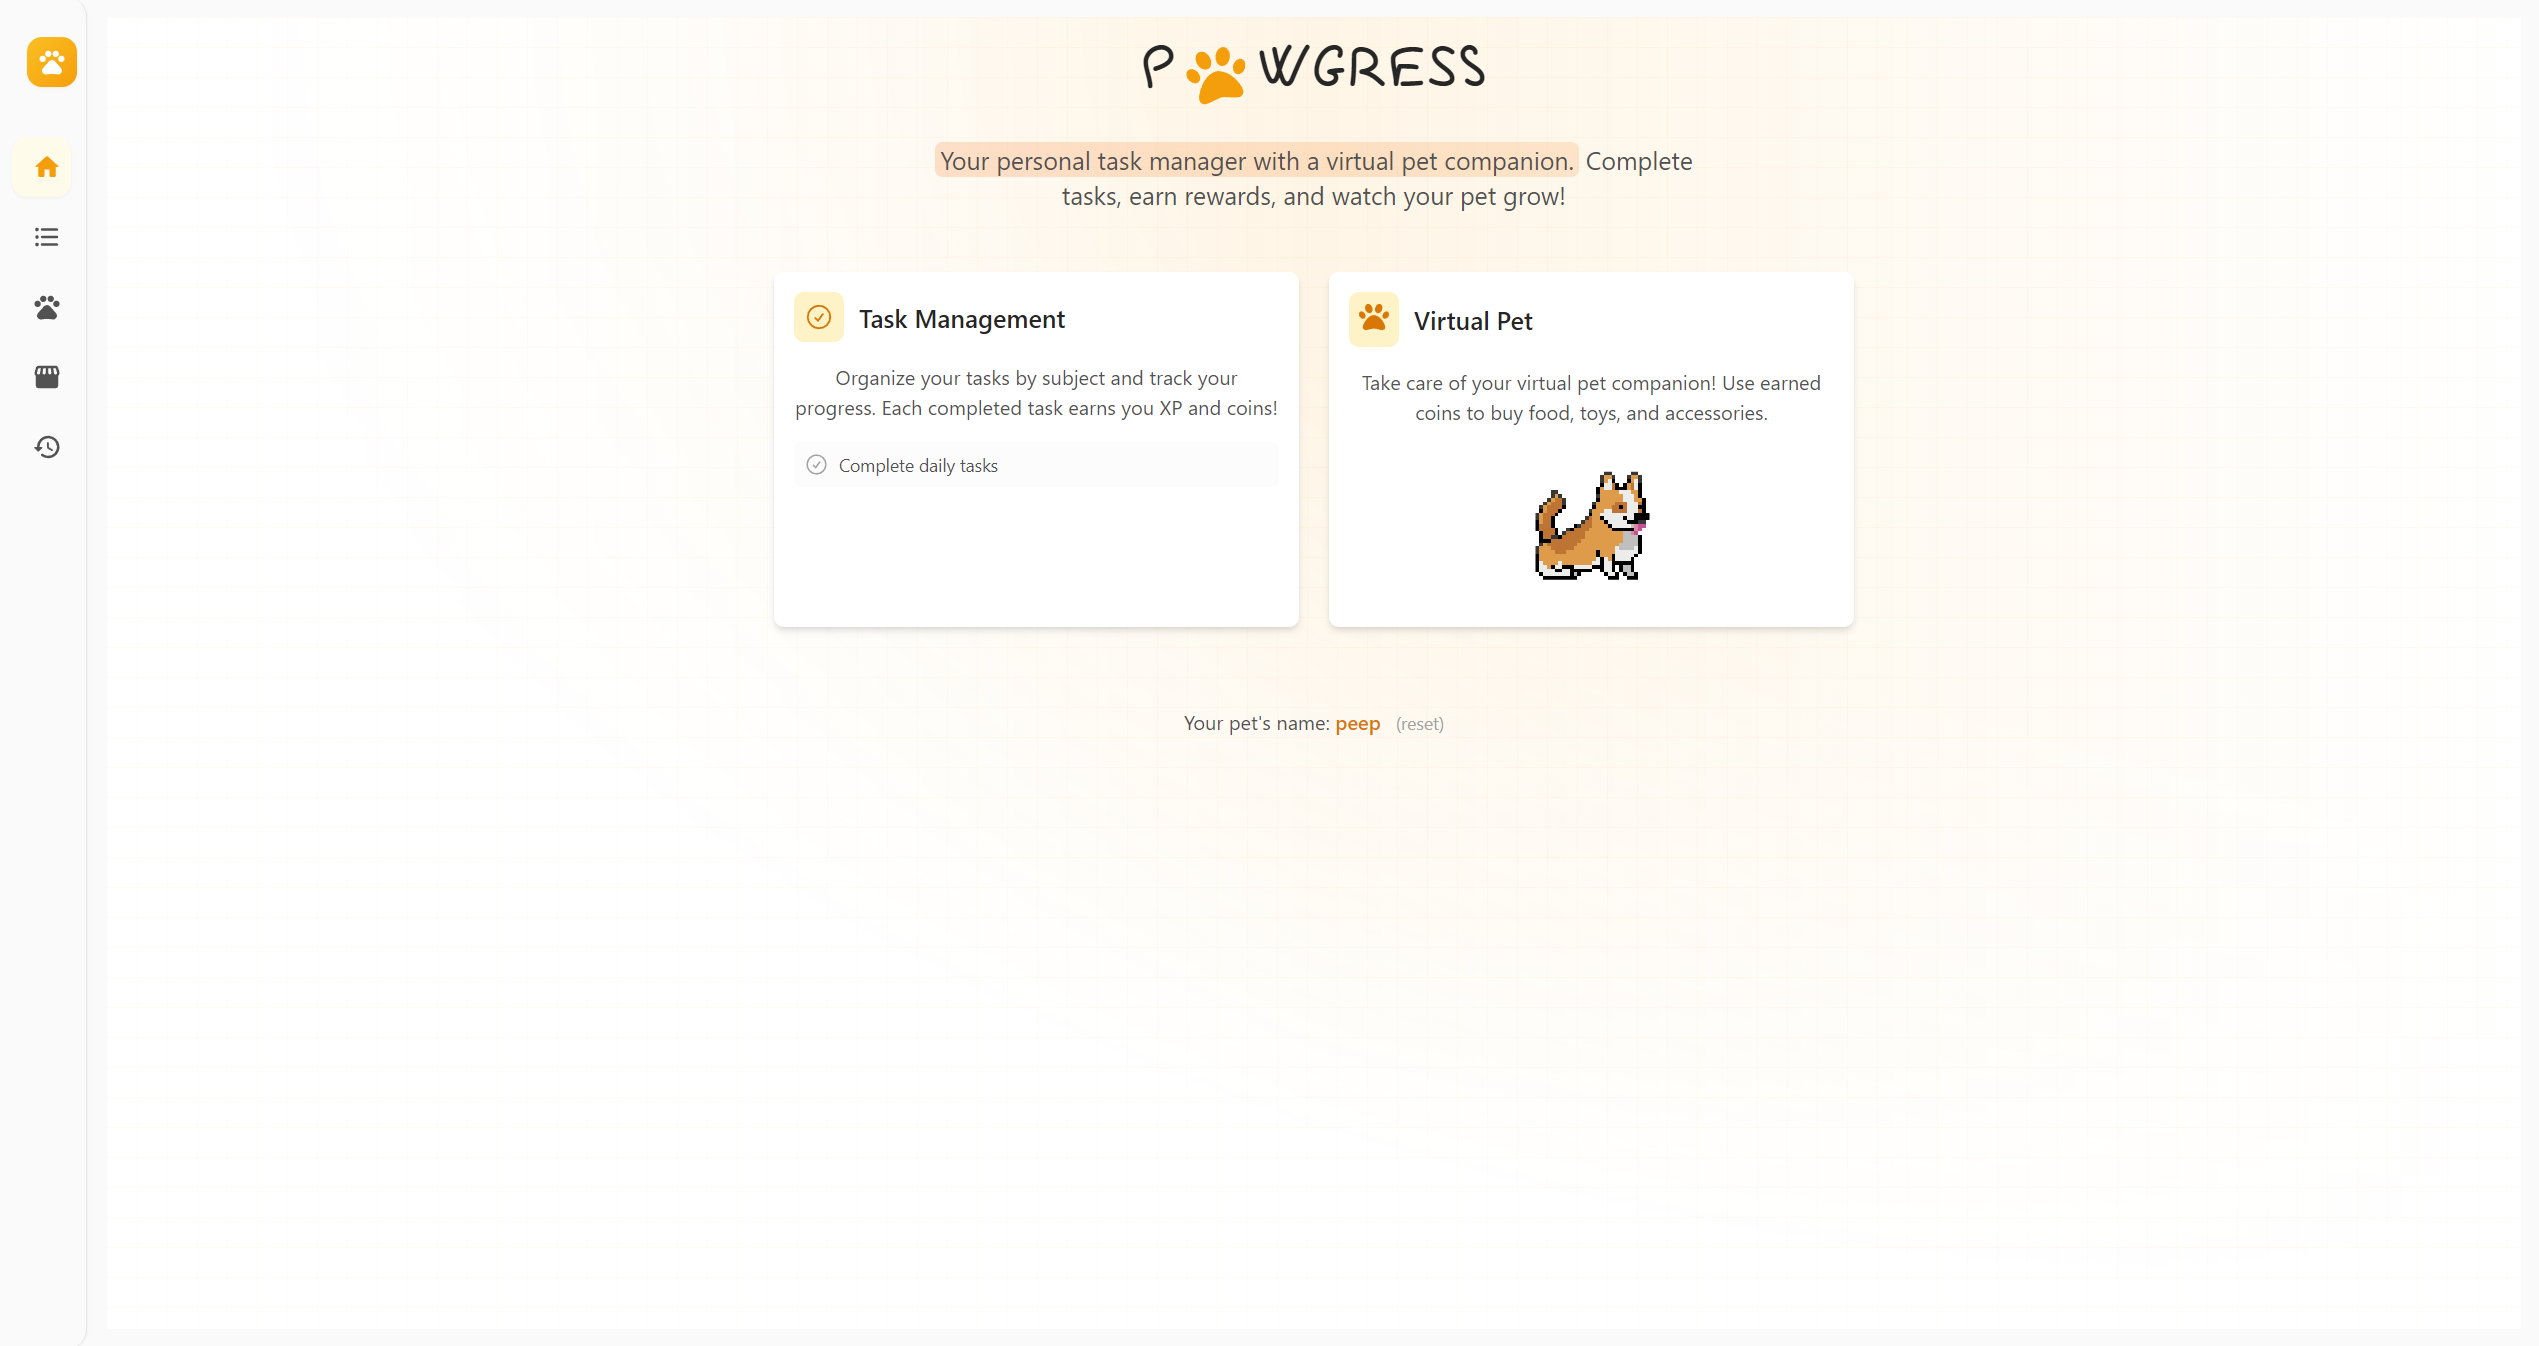 P WGRESS
Your personal task manager with a virtual pet companion. Complete
tasks, earn rewards, and watch your pet grow!
Task Management
Organize your tasks by subject and track your
progress. Each completed task earns you XP and coins!
Complete daily tasks
Virtual Pet
Take care of your virtual pet companion! Use earned
coins to buy food, toys, and accessories.
Your pet's name: peep (reset)